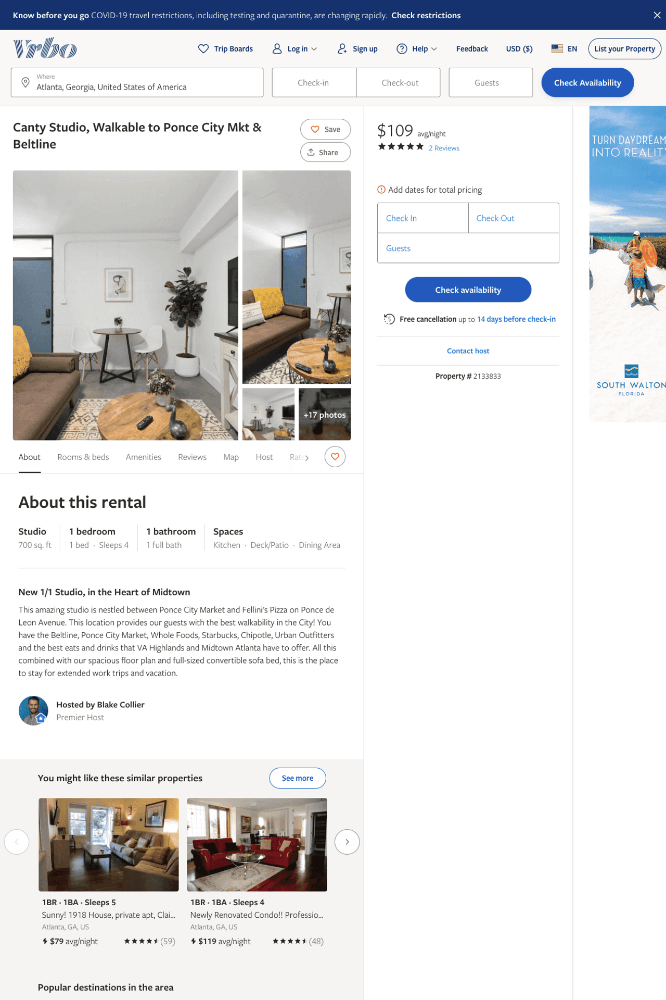 Know before you go COVID-19 travel restrictions, including testing and quarantine, are changing rapidly. Check restrictions
Vrbo
Trip Boards
Log in
Sign up
Help
Feedback
USD ($)
EN
List your Property
Where
Atlanta, Georgia, United States of America
Check-in
Check-out
Guests
Check Availability
Canty Studio, Walkable to Ponce City Mkt &
Beltline
Save
Share
+17 photos
$109 avg/night
2 Reviews
Add dates for total pricing
Check In
Check Out
Guests
Check availability
Free cancellation up to 14 days before check-in
Contact host
Property # 2133833
TURN DAYDREAM
INTO REALITY
SOUTH WALTON
FLORIDA
About
Rooms & beds
Amenities
Reviews
Map
Host
About this rental
Studio
700 sq. ft
1 bedroom
1 bed · Sleeps 4
1 bathroom
1 full bath
Spaces
Kitchen · Deck/Patio · Dining Area
New 1/1 Studio, in the Heart of Midtown
This amazing studio is nestled between Ponce City Market and Fellini's Pizza on Ponce de
Leon Avenue. This location provides our guests with the best walkability in the City! You
have the Beltline, Ponce City Market, Whole Foods, Starbucks, Chipotle, Urban Outfitters
and the best eats and drinks that VA Highlands and Midtown Atlanta have to offer. All this
combined with our spacious floor plan and full-sized convertible sofa bed, this is the place
to stay for extended work trips and vacation.
Hosted by Blake Collier
Premier Host
You might like these similar properties
See more
1BR · 1BA · Sleeps 5
Sunny! 1918 House, private apt, Clai...
Atlanta, GA, US
$79 avg/night
(59)
1BR · 1BA · Sleeps 4
Newly Renovated Condo!! Professio...
Atlanta, GA, US
$119 avg/night
(48)
Popular destinations in the area